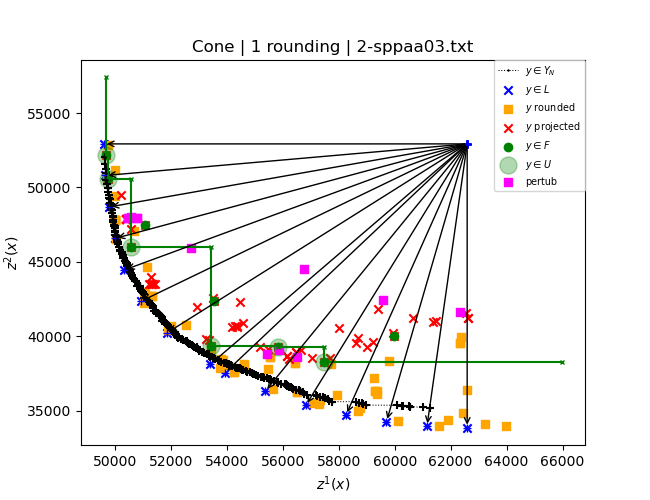 Cone | 1 rounding | 2-sppaa03.txt
z²(x)
55000
50000
45000
40000
35000
50000 52000 54000 56000 58000 60000 62000 64000 66000
z¹(x)
y ∈ Y_N
y ∈ L
y rounded
y projected
y ∈ F
y ∈ U
pertub